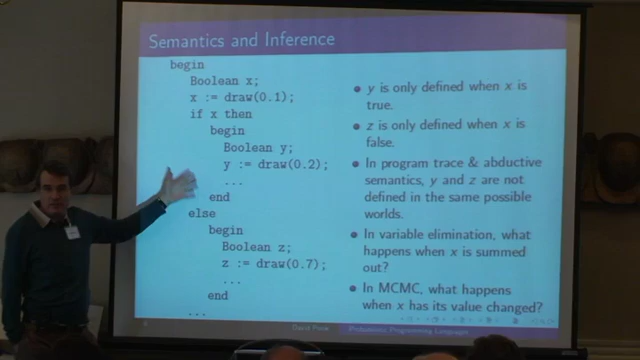 Semantics and Inference
begin
Boolean x;
x := draw(0.1);
if x then
begin
Boolean y;
y := draw(0.2);
...
end
else
begin
Boolean z;
z := draw(0.7);
...
end
...
y is only defined when x is
true.
z is only defined when x is
false.
In program trace & abductive
semantics, y and z are not
defined in the same possible
worlds.
In variable elimination, what
happens when x is summed
out?
In MCMC, what happens
when x has its value changed?
David Poole
Probabilistic Programming Languages